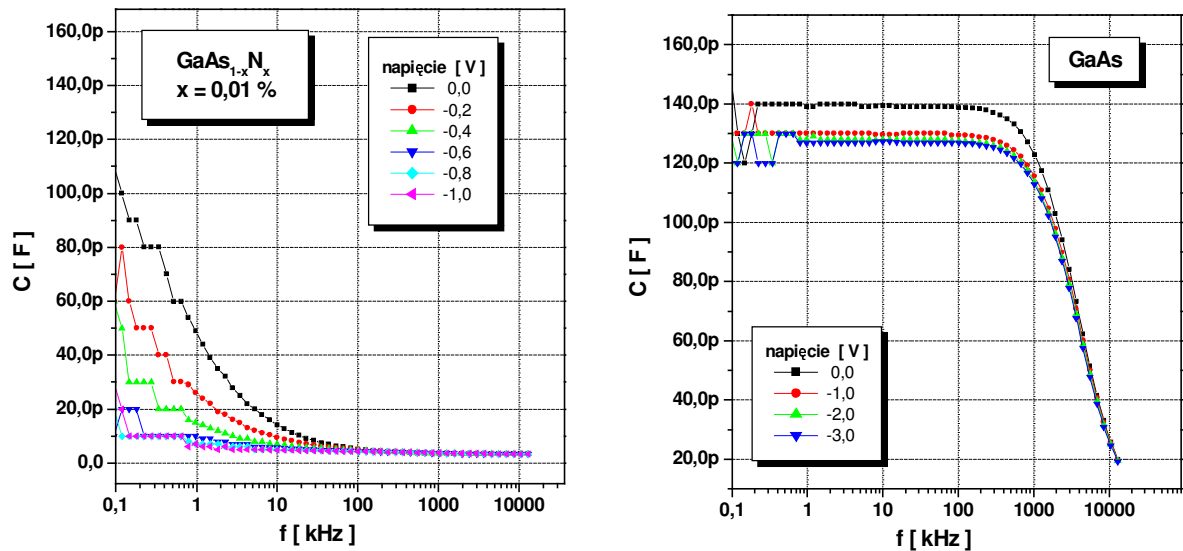 160,0p
140,0p
120,0p
100,0p
80,0p
60,0p
40,0p
20,0p
0,0
C [ F ]
GaAs1-xNx
x = 0,01 %
napięcie [ V ]
0,0
-0,2
-0,4
-0,6
-0,8
-1,0
0,1 1 10 100 1000 10000
f [ kHz ]
160,0p
140,0p
120,0p
100,0p
80,0p
60,0p
40,0p
20,0p
C [ F ]
GaAs
napięcie [ V ]
0,0
-1,0
-2,0
-3,0
0,1 1 10 100 1000 10000
f [ kHz ]